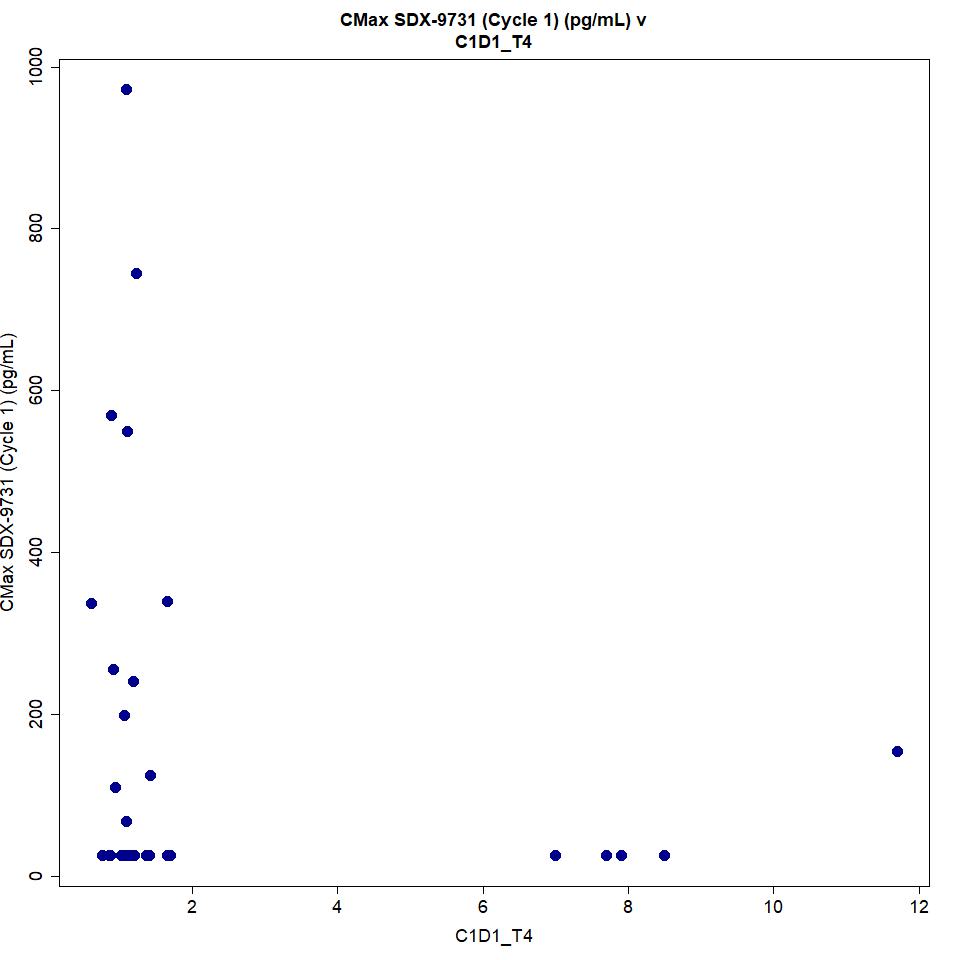 CMax SDX-9731 (Cycle 1) (pg/mL) v
C1D1_T4
1000
800
600
400
200
0
CMax SDX-9731 (Cycle 1) (pg/mL)
2 4 6 8 10 12
C1D1_T4